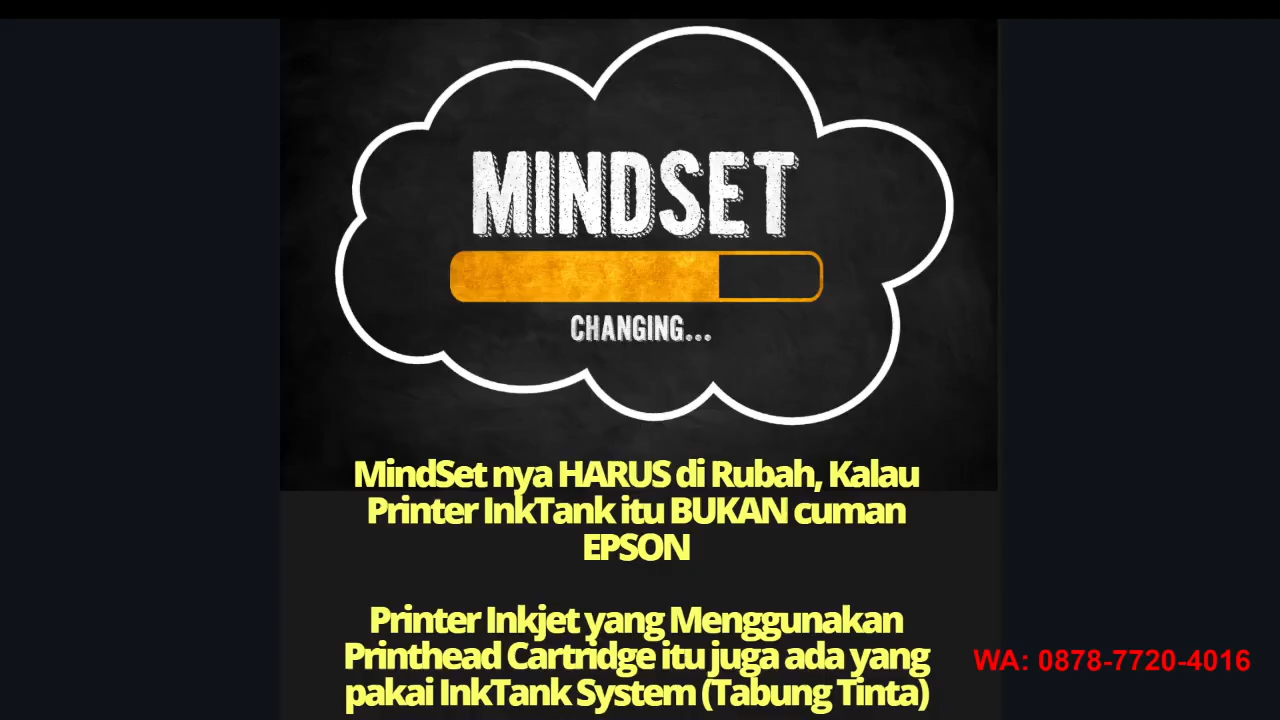 MINDSET
CHANGING...
MindSet nya HARUS di Rubah, Kalau
Printer InkTank itu BUKAN cuman
EPSON
Printer Inkjet yang Menggunakan
Printhead Cartridge itu juga ada yang
pakai InkTank System (Tabung Tinta)
WA: 0878-7720-4016